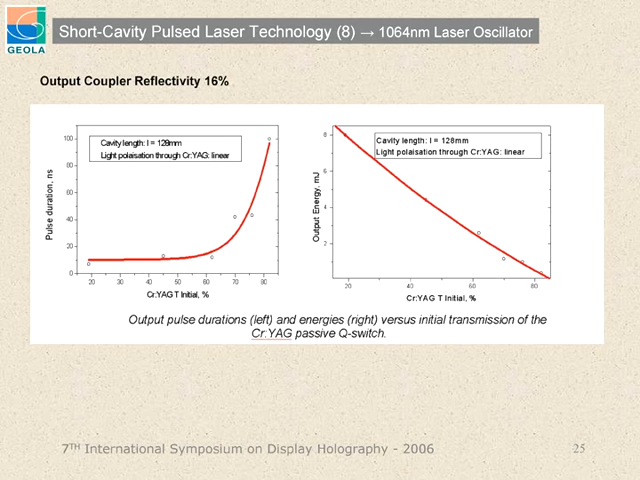 GEOLA
Short-Cavity Pulsed Laser Technology (8) → 1064nm Laser Oscillator
Output Coupler Reflectivity 16%
Pulse duration, ns
100
80
60
40
20
0
Cavity length: l = 128mm
Light polaisation through Cr:YAG: linear
20 30 40 50 60 70 80
Cr:YAG T Initial, %
Output Energy, mJ
8
6
4
2
Cavity length: l = 128mm
Light polaisation through Cr:YAG: linear
20 40 60 80
Cr:YAG T Initial, %
Output pulse durations (left) and energies (right) versus initial transmission of the
Cr:YAG passive Q-switch.
7TH International Symposium on Display Holography - 2006
25